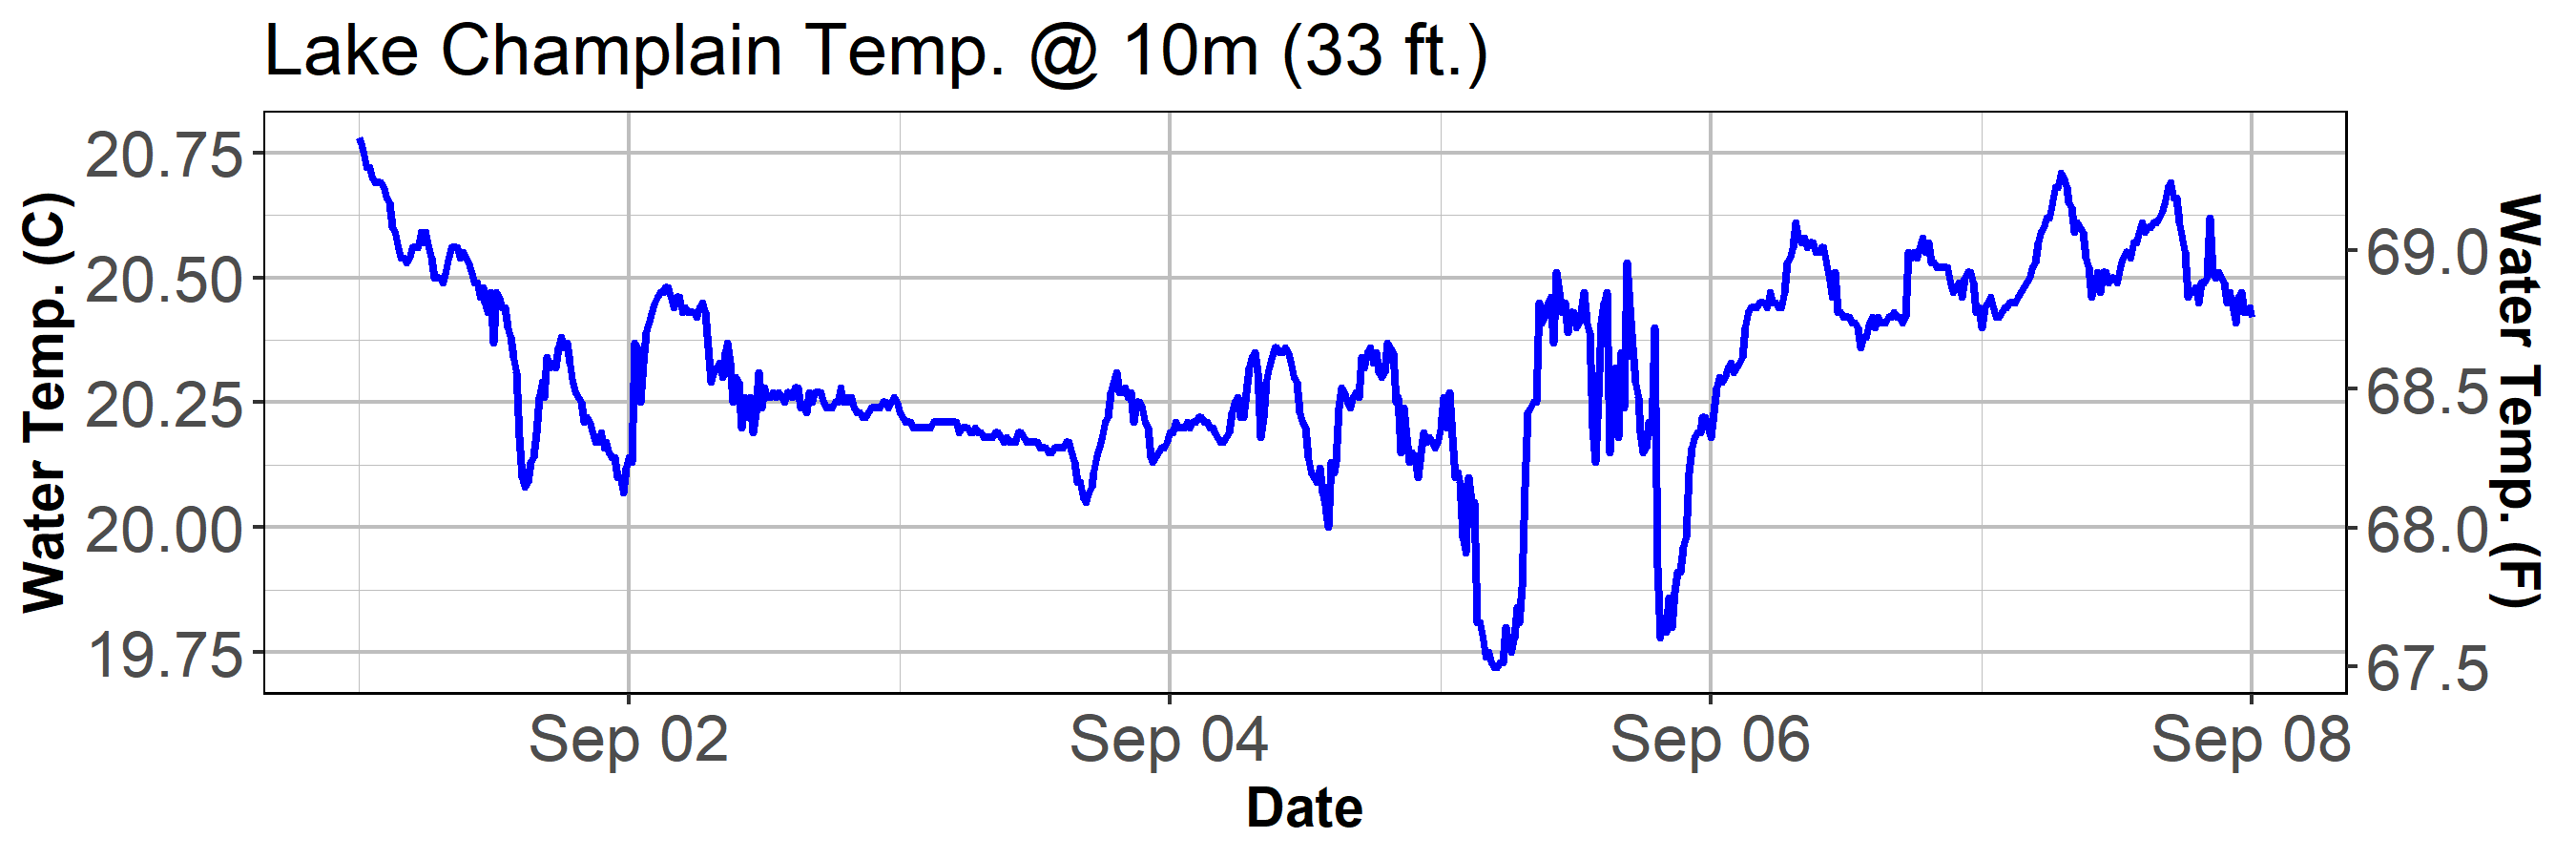 Lake Champlain Temp. @ 10m (33 ft.)
Water Temp. (C)
20.75
20.50
20.25
20.00
19.75
Water Temp. (F)
69.0
68.5
68.0
67.5
Sep 02
Sep 04
Sep 06
Sep 08
Date